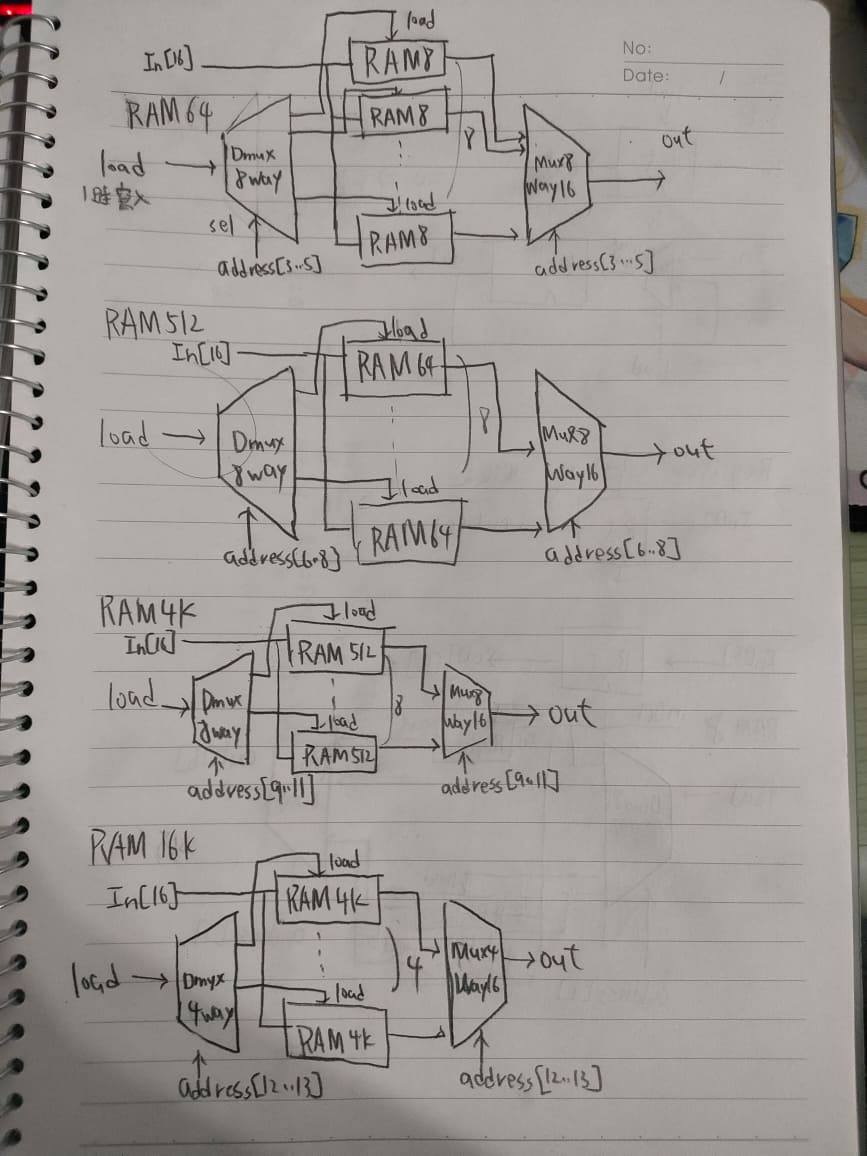 No:
Date: /
load
In[16]
RAM8
RAM64
RAM8
Dmux
8way
load
8
Mux8
Way16
out
load
RAM8
sel
address[3..5]
address[3...5]
RAM512
load
In[16]
RAM64
load
Dmux
8way
8
Mux8
Way16
out
load
RAM64
address[6..8]
address[6..8]
RAM4K
load
In[16]
RAM512
load
Dmux
8way
8
Mux8
Way16
out
load
RAM512
address[9..11]
address[9..11]
RAM16K
load
In[16]
RAM4K
load
Dmux
4way
4
Mux4
Way16
out
load
RAM4K
address[12..13]
address[12..13]